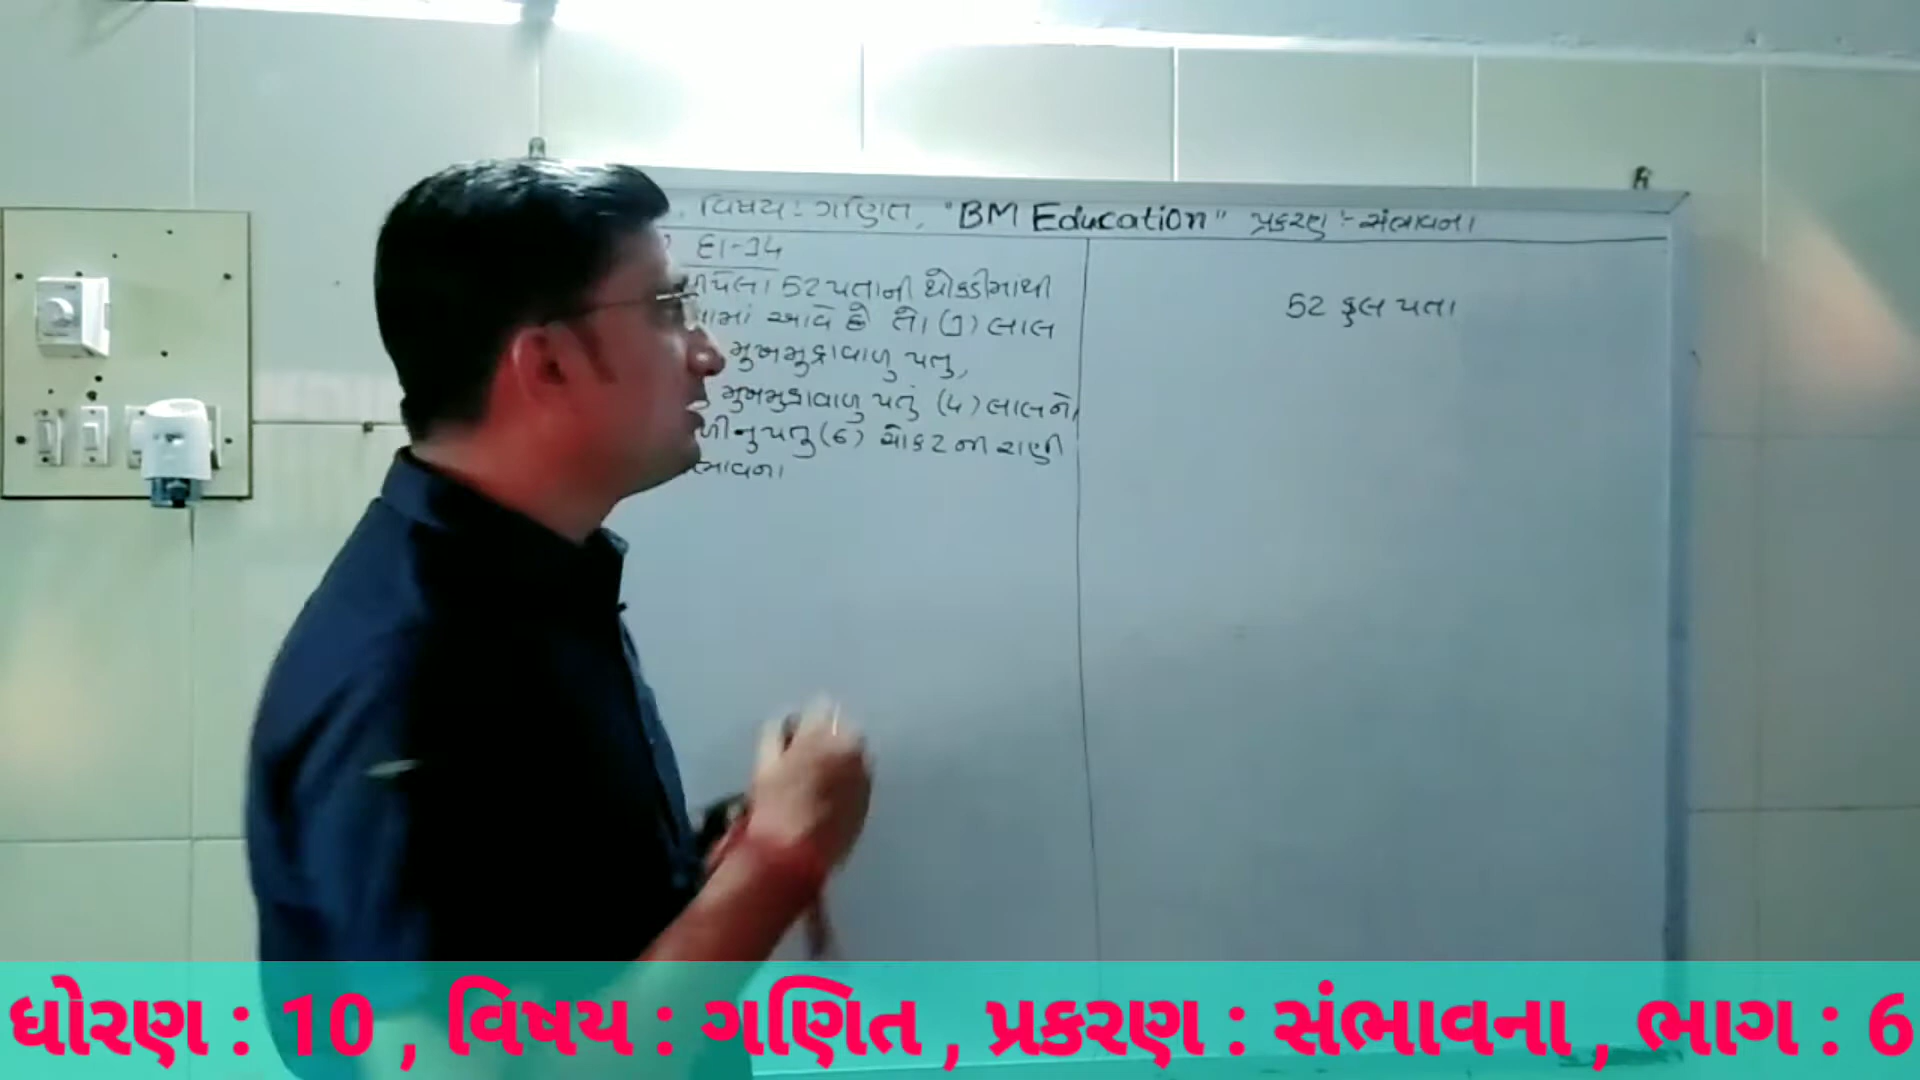 વિષય : ગણિત, "BM Education" પ્રકરણ :- સંભાવના
દા-14
52 પતાની થોકડીમાંથી
આવે છે તો (1) લાલ
મુખમુદ્રાવાળુ પતુ,
મુખમુદ્રાવાળુ પતું (4) લાલને
પતુ (6) ચોકટની રાણી
52 કુલ પતા
ધોરણ : 10 , વિષય : ગણિત , પ્રકરણ : સંભાવના , ભાગ : 6